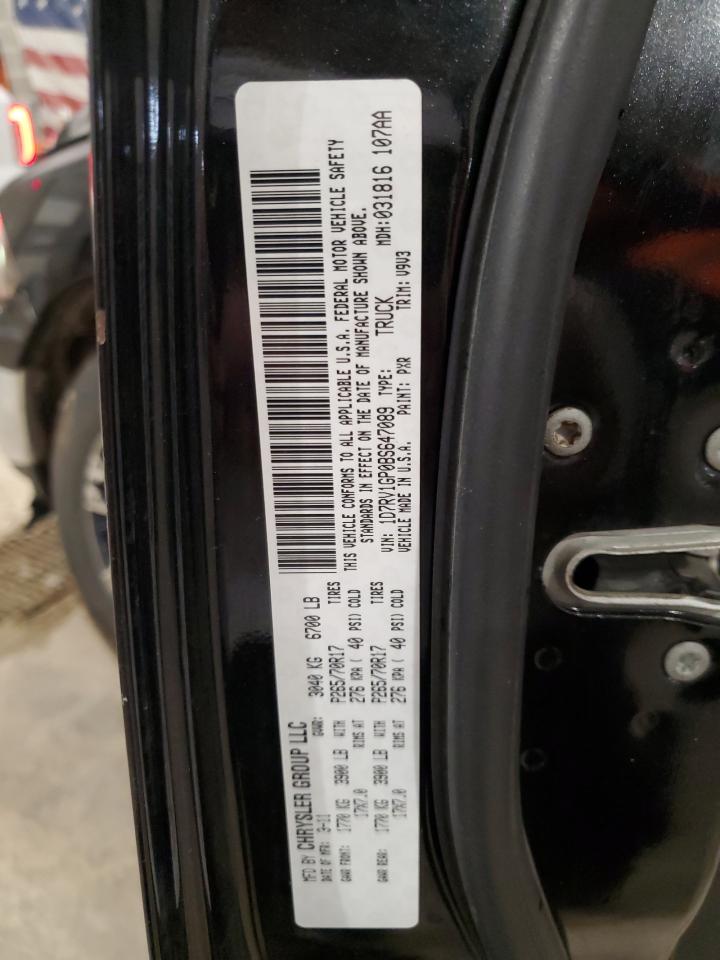 MFD BY CHRYSLER GROUP LLC
DATE OF MFR: 3-11 GVWR: 3040 KG 6700 LB
GAWR FRONT: 1770 KG 3900 LB WITH P265/70R17 TIRES
17X7.0 RIMS AT 276 KPA ( 40 PSI) COLD
GAWR REAR: 1770 KG 3900 LB WITH P265/70R17 TIRES
17X7.0 RIMS AT 276 KPA ( 40 PSI) COLD
THIS VEHICLE CONFORMS TO ALL APPLICABLE U.S.A. FEDERAL MOTOR VEHICLE SAFETY
STANDARDS IN EFFECT ON THE DATE OF MANUFACTURE SHOWN ABOVE.
VIN: 1D7RV1GP0BS647089 TYPE: TRUCK MDH:031816 107AA
VEHICLE MADE IN U.S.A. PAINT: PXR TRIM: V9V3